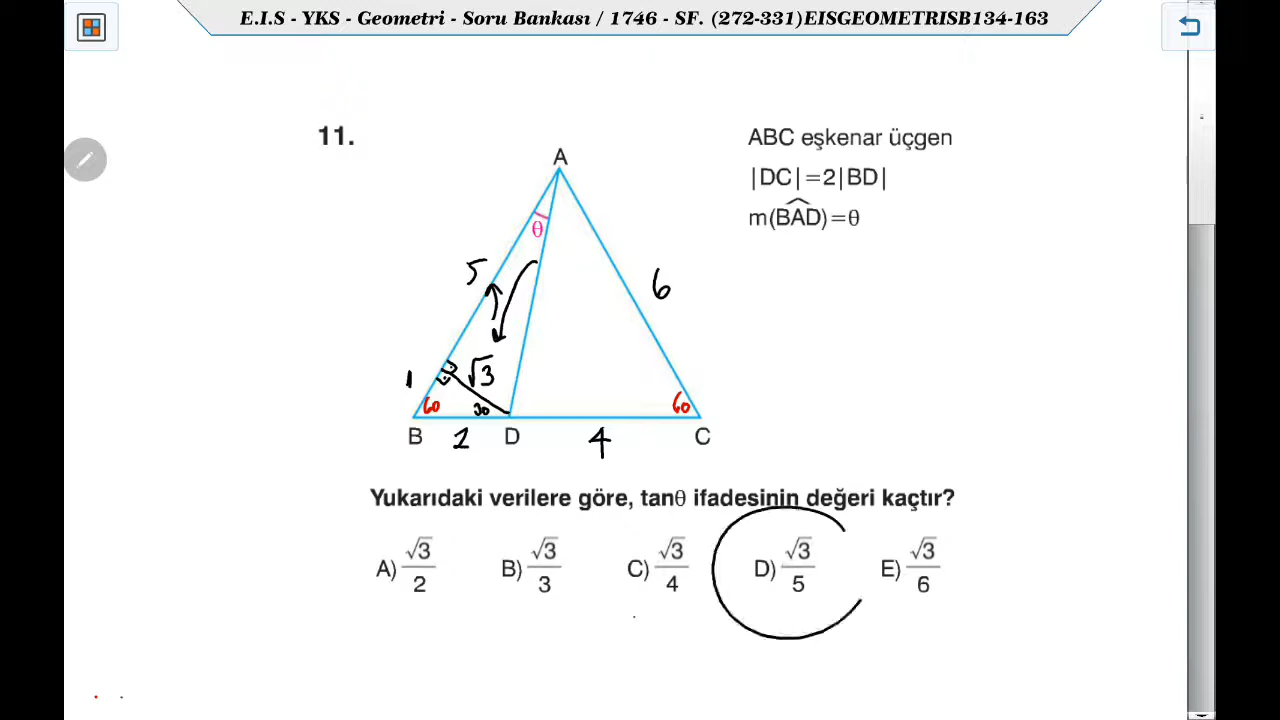 E.I.S - YKS - Geometri - Soru Bankası / 1746 - SF. (272-331)EISGEOMETRISB134-163
11.
ABC eşkenar üçgen
|DC|=2|BD|
m(BAD)=θ
A
θ
5
6
1
√3
60
30
60
B
2
D
4
C
Yukarıdaki verilere göre, tanθ ifadesinin değeri kaçtır?
A) √3/2 B) √3/3 C) √3/4 D) √3/5 E) √3/6